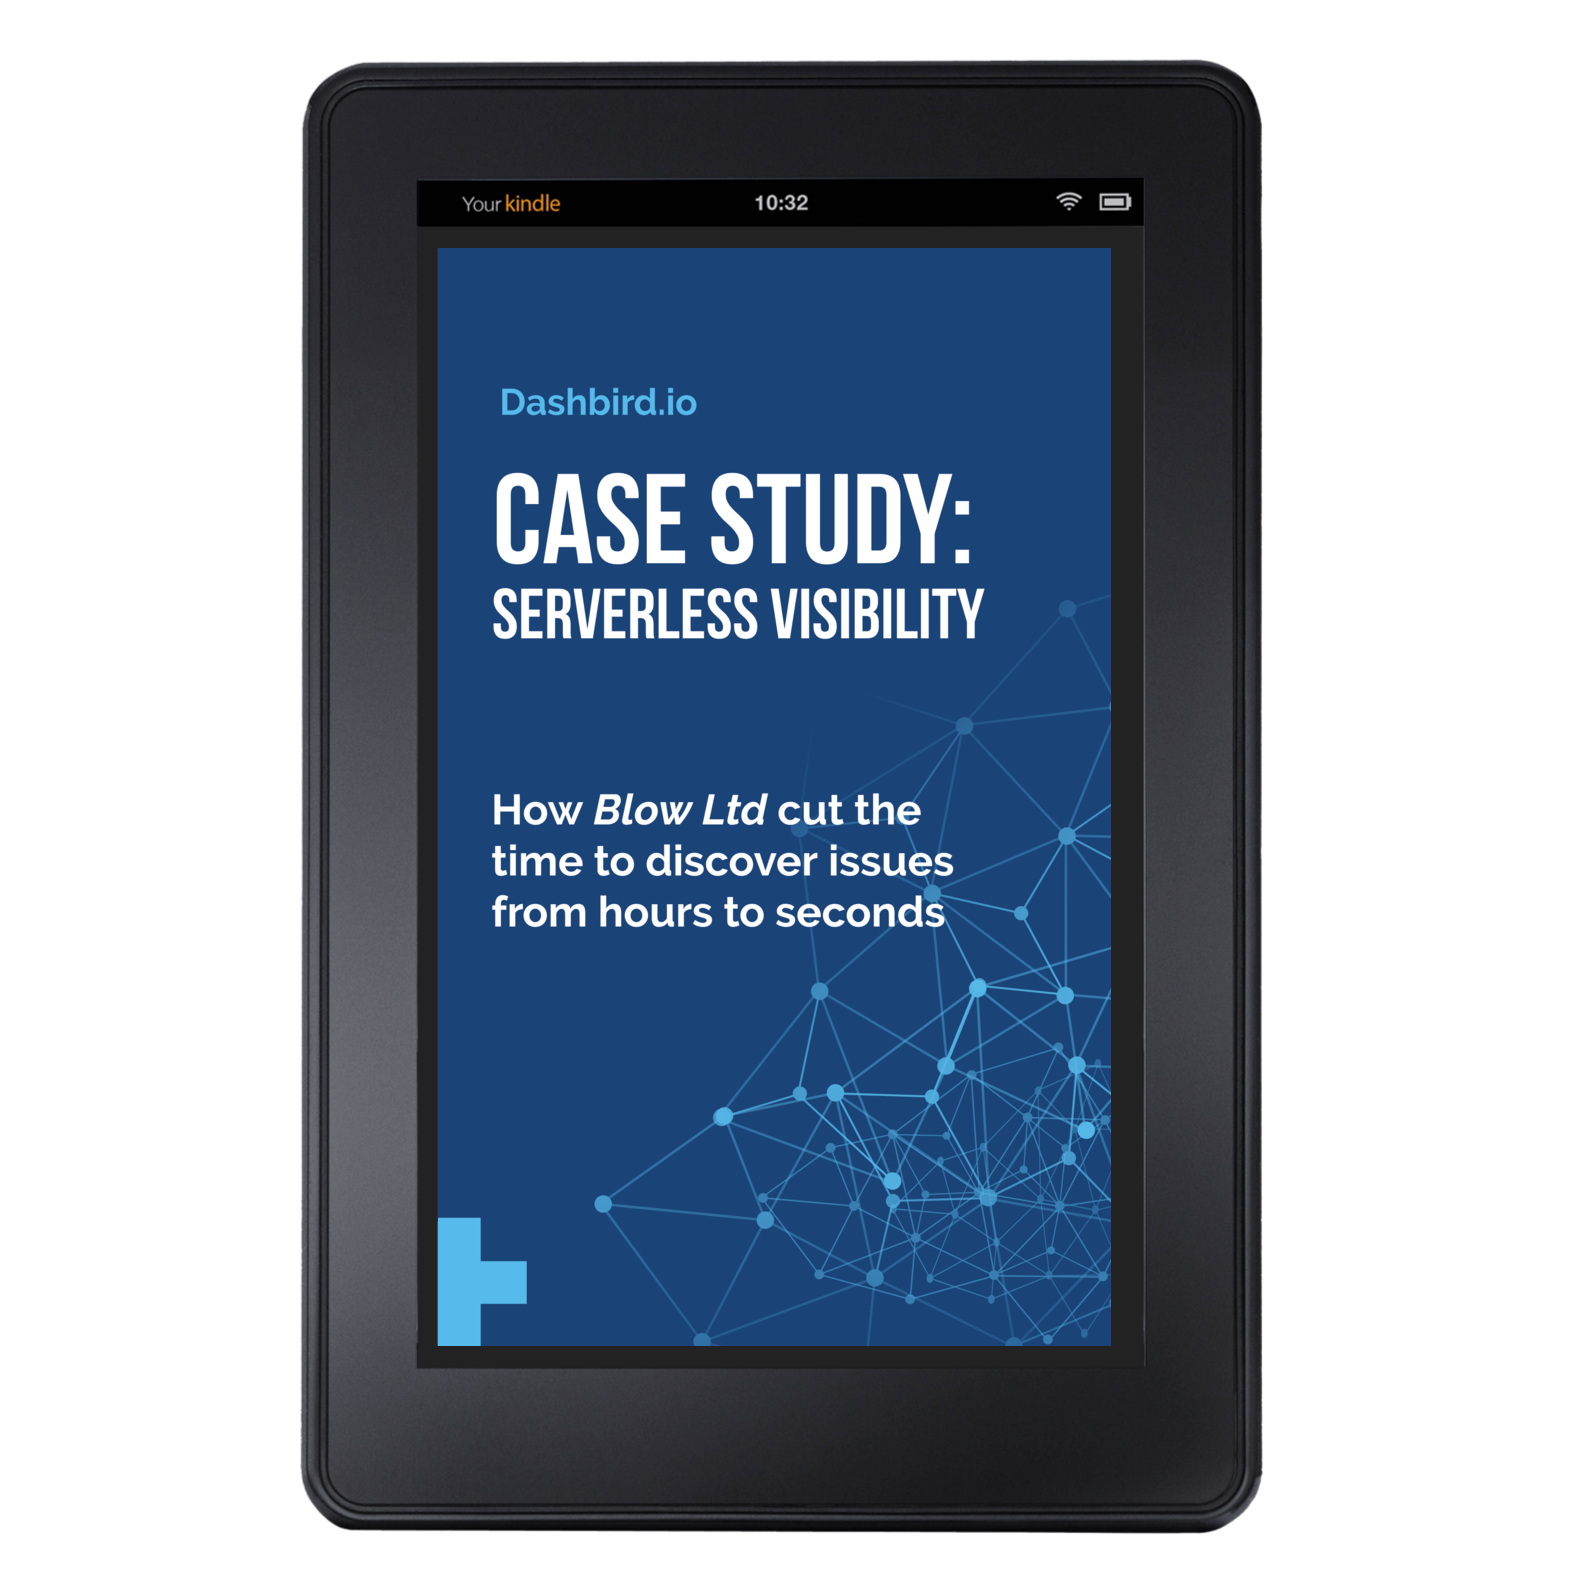 Your kindle
10:32
Dashbird.io
CASE STUDY:
SERVERLESS VISIBILITY
How Blow Ltd cut the
time to discover issues
from hours to seconds